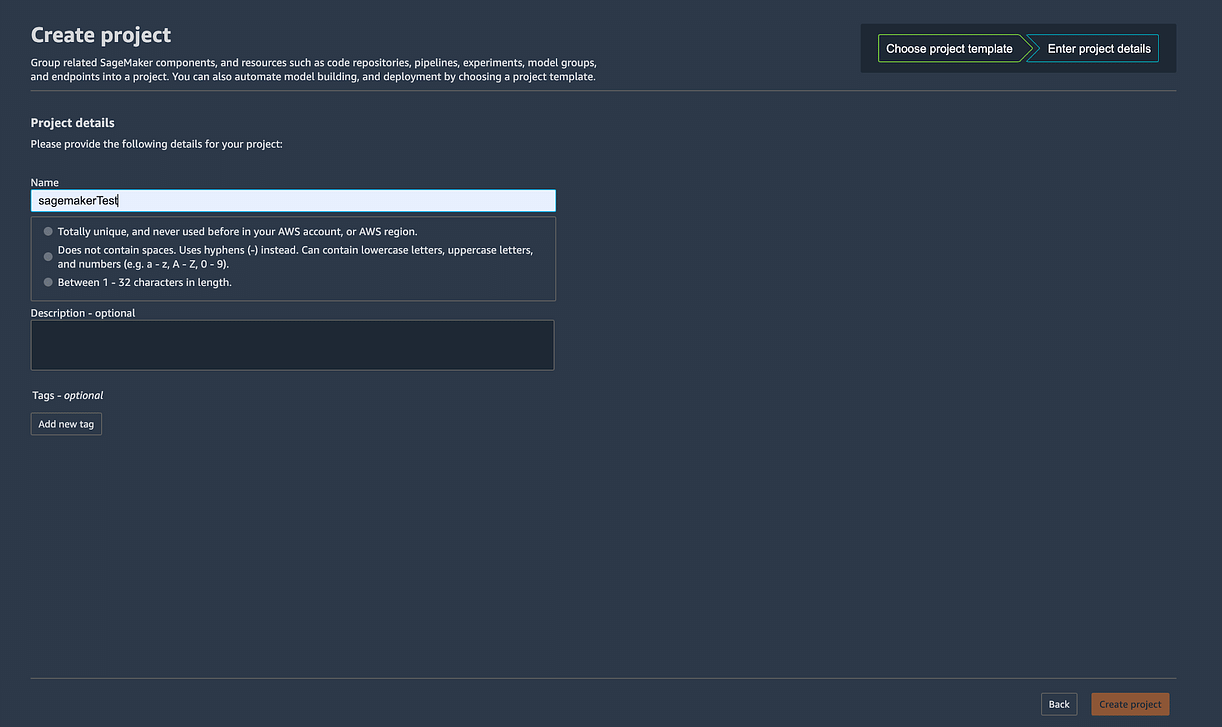 Create project
Group related SageMaker components, and resources such as code repositories, pipelines, experiments, model groups,
and endpoints into a project. You can also automate model building, and deployment by choosing a project template.
Choose project template
Enter project details
Project details
Please provide the following details for your project:
Name
sagemakerTest
Totally unique, and never used before in your AWS account, or AWS region.
Does not contain spaces. Uses hyphens (-) instead. Can contain lowercase letters, uppercase letters,
and numbers (e.g. a - z, A - Z, 0 - 9).
Between 1 - 32 characters in length.
Description - optional
Tags - optional
Add new tag
Back
Create project